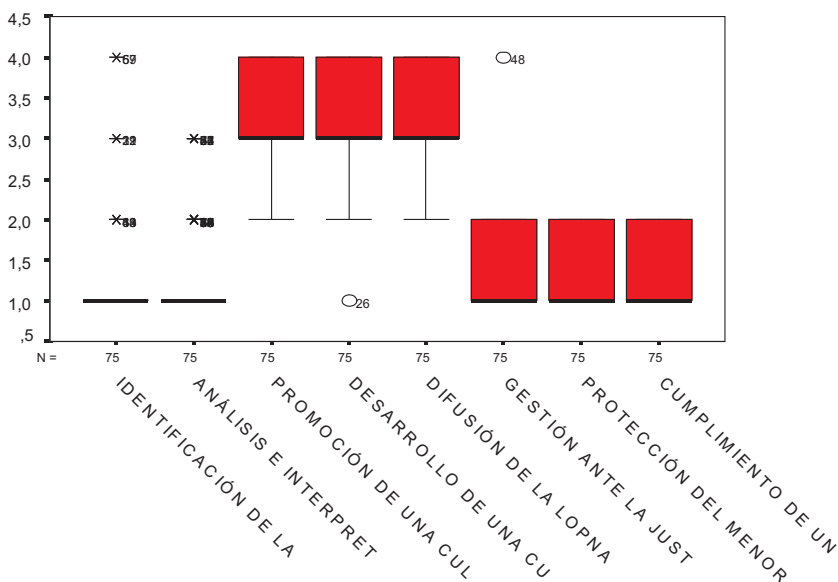 4,5
4,0
3,5
3,0
2,5
2,0
1,5
1,0
,5
48
26
N =
75 75 75 75 75 75 75 75
IDENTIFICACIÓN DE LA
ANÁLISIS E INTERPRET
PROMOCIÓN DE UNA CUL
DESARROLLO DE UNA CU
DIFUSIÓN DE LA LOPNA
GESTIÓN ANTE LA JUST
PROTECCIÓN DEL MENOR
CUMPLIMIENTO DE UN